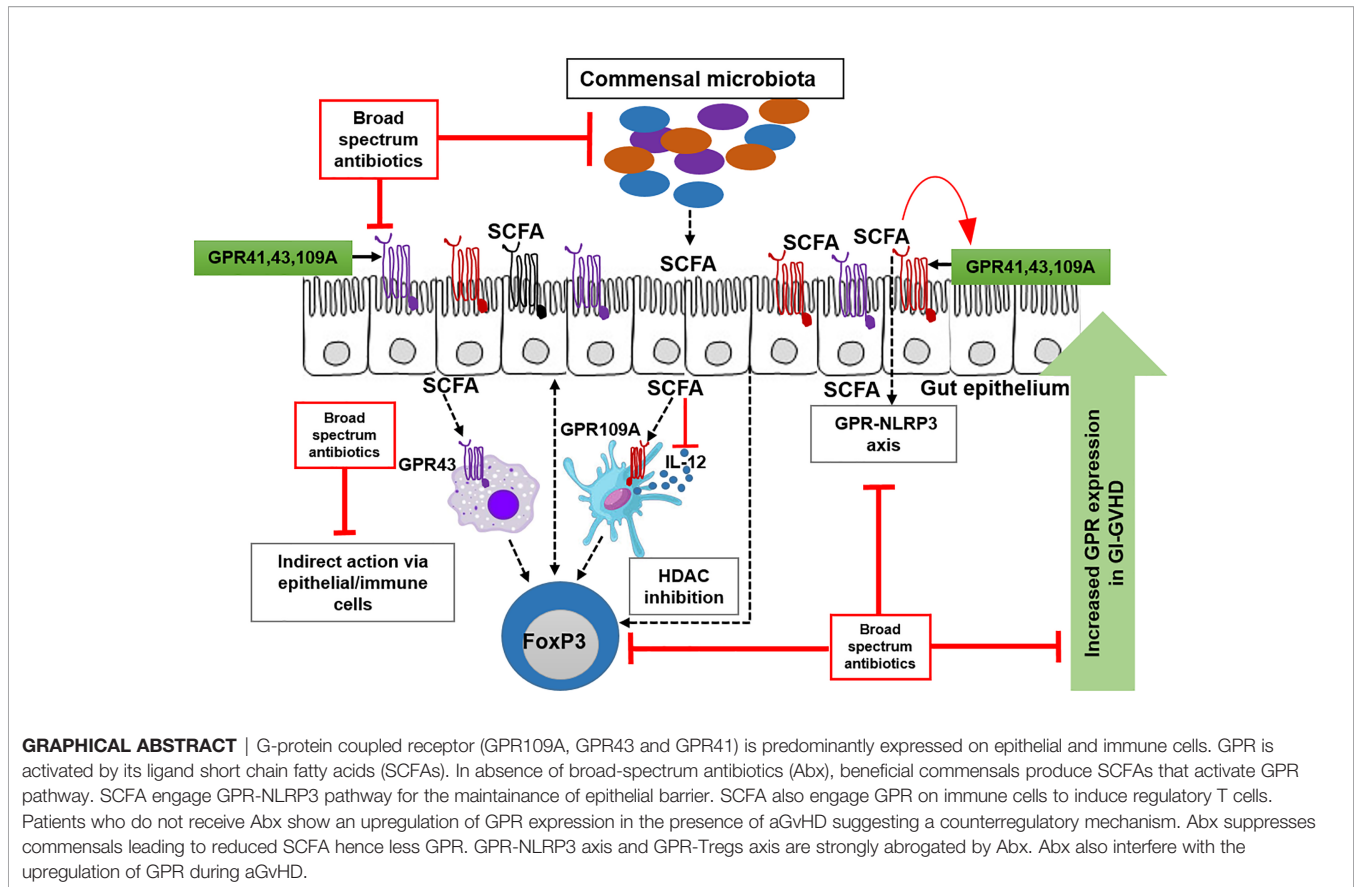 Commensal microbiota
Broad
spectrum
antibiotics
SCFA
SCFA
SCFA
SCFA
GPR41,43,109A
GPR41,43,109A
SCFA
SCFA
SCFA
Gut epithelium
Broad
spectrum
antibiotics
GPR43
GPR109A
IL-12
GPR-NLRP3
axis
Indirect action via
epithelial/immune
cells
HDAC
inhibition
FoxP3
Broad
spectrum
antibiotics
Increased GPR expression
in GI-GVHD
GRAPHICAL ABSTRACT | G-protein coupled receptor (GPR109A, GPR43 and GPR41) is predominantly expressed on epithelial and immune cells. GPR is
activated by its ligand short chain fatty acids (SCFAs). In absence of broad-spectrum antibiotics (Abx), beneficial commensals produce SCFAs that activate GPR
pathway. SCFA engage GPR-NLRP3 pathway for the maintainance of epithelial barrier. SCFA also engage GPR on immune cells to induce regulatory T cells.
Patients who do not receive Abx show an upregulation of GPR expression in the presence of aGvHD suggesting a counterregulatory mechanism. Abx suppresses
commensals leading to reduced SCFA hence less GPR. GPR-NLRP3 axis and GPR-Tregs axis are strongly abrogated by Abx. Abx also interfere with the
upregulation of GPR during aGvHD.